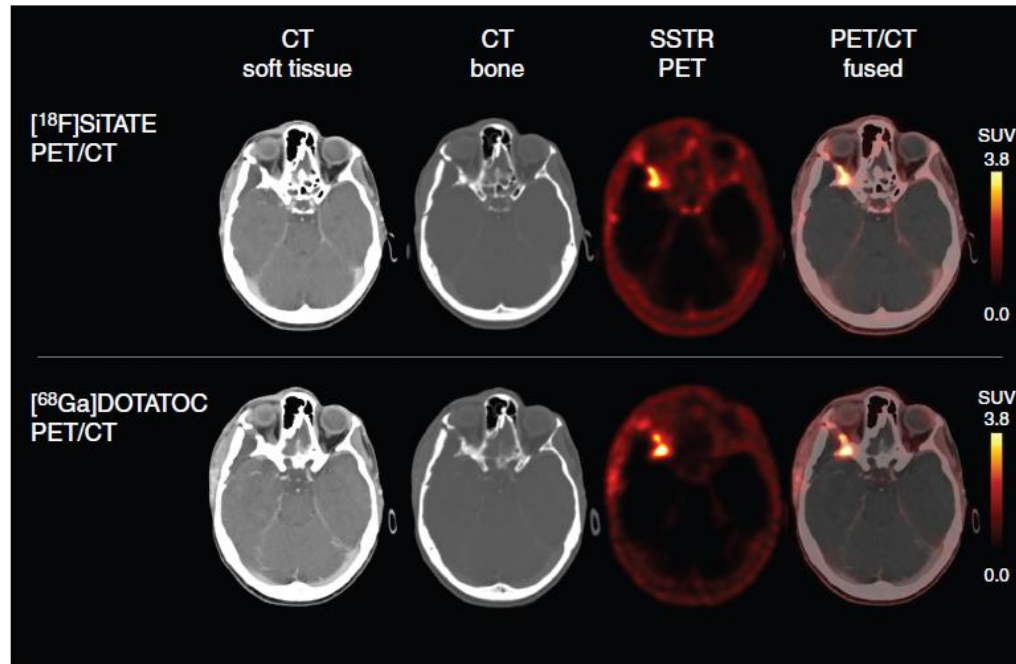 CT
soft tissue
CT
bone
SSTR
PET
PET/CT
fused
[¹⁸F]SiTATE
PET/CT
SUV
3.8
0.0
[⁶⁸Ga]DOTATOC
PET/CT
SUV
3.8
0.0